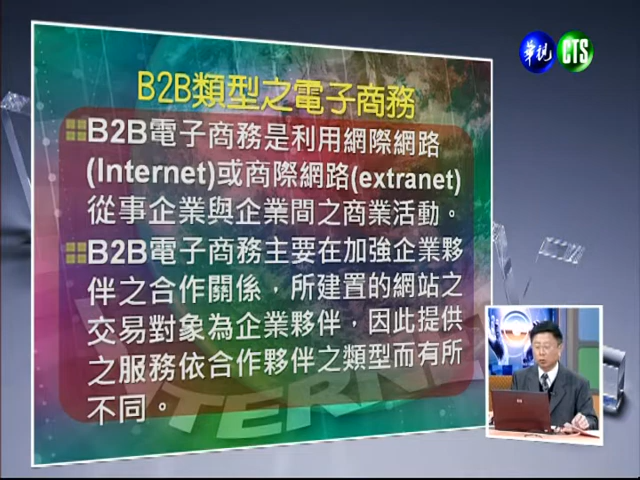 華視 CTS
B2B類型之電子商務
B2B電子商務是利用網際網路
(Internet)或商際網路(extranet)
從事企業與企業間之商業活動。
B2B電子商務主要在加強企業夥
伴之合作關係，所建置的網站之
交易對象為企業夥伴，因此提供
之服務依合作夥伴之類型而有所
不同。
TERNE